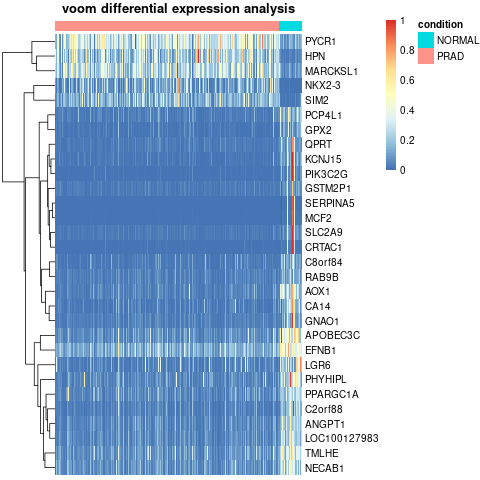 voom differential expression analysis
PYCR1
HPN
MARCKSL1
NKX2-3
SIM2
PCP4L1
GPX2
QPRT
KCNJ15
PIK3C2G
GSTM2P1
SERPINA5
MCF2
SLC2A9
CRTAC1
C8orf84
RAB9B
AOX1
CA14
GNAO1
APOBEC3C
EFNB1
LGR6
PHYHIPL
PPARGC1A
C2orf88
ANGPT1
LOC100127983
TMLHE
NECAB1
1
0.8
0.6
0.4
0.2
0
condition
NORMAL
PRAD